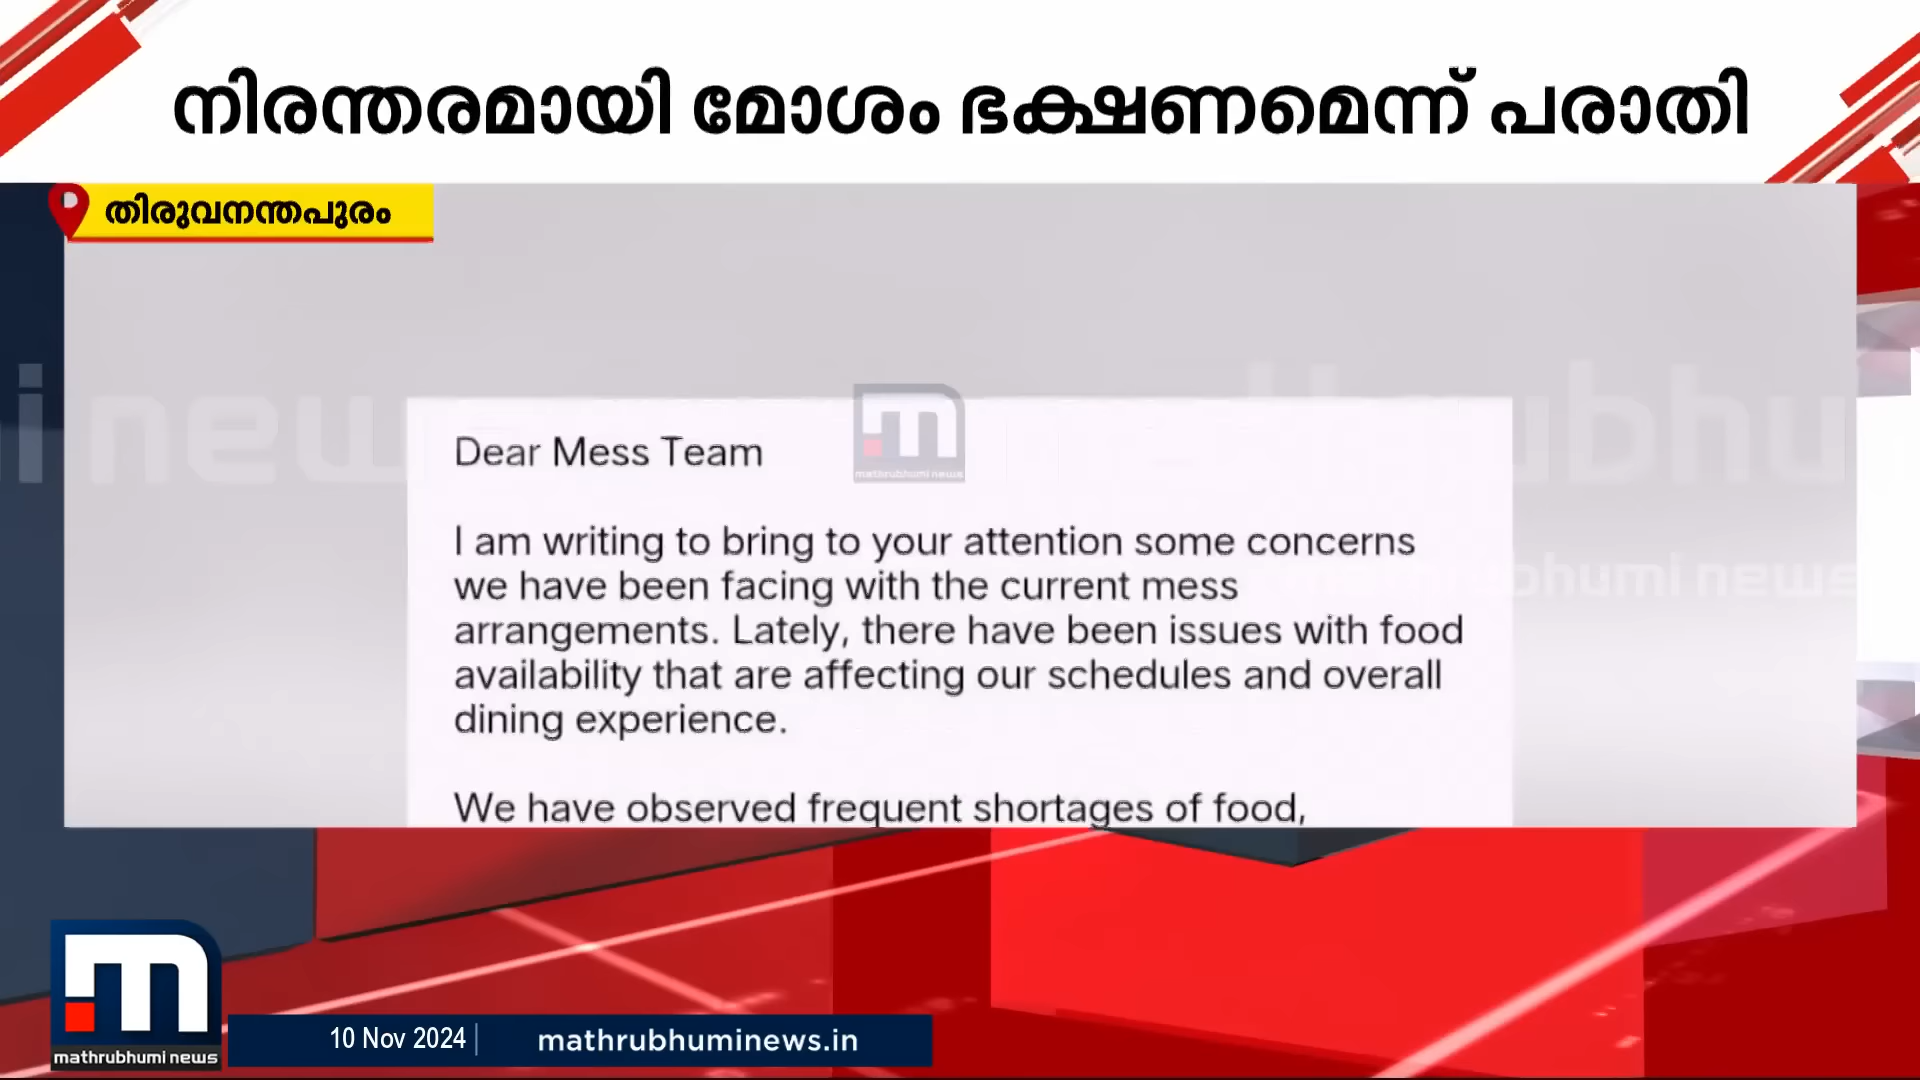 നിരന്തരമായി മോശം ഭക്ഷണമെന്ന് പരാതി
തിരുവനന്തപുരം
mathrubhumi news
Dear Mess Team
I am writing to bring to your attention some concerns
we have been facing with the current mess
arrangements. Lately, there have been issues with food
availability that are affecting our schedules and overall
dining experience.
We have observed frequent shortages of food,
mathrubhumi news
10 Nov 2024
mathrubhuminews.in